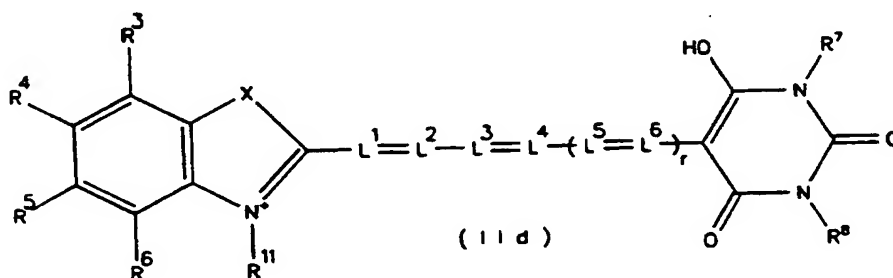 R³ R⁷
HO
R⁴ X N
L¹=L²—L³=L⁴—(L⁵=L⁶)r O
R⁵ N⁺ N
R⁶ R¹¹ O R⁸
(IId)